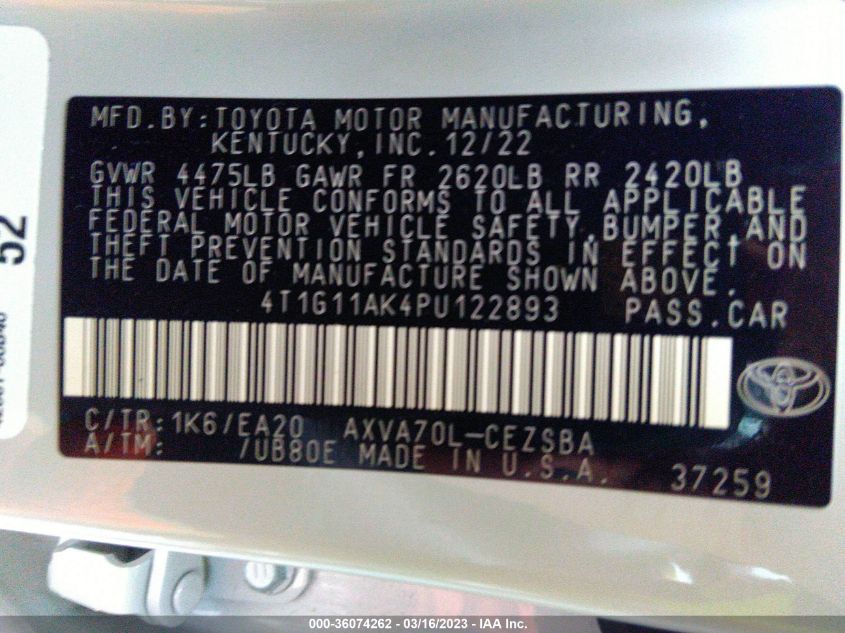 MFD.BY:TOYOTA MOTOR MANUFACTURING,
KENTUCKY,INC.12/22
GVWR 4475LB GAWR FR 2620LB RR 2420LB
THIS VEHICLE CONFORMS TO ALL APPLICABLE
FEDERAL MOTOR VEHICLE SAFETY,BUMPER,AND
THEFT PREVENTION STANDARDS IN EFFECT ON
THE DATE OF MANUFACTURE SHOWN ABOVE.
4T1G11AK4PU122893 PASS.CAR
C/TR:1K6/EA20 AXVA70L-CEZSBA
A/TM: /UB80E MADE IN U.S.A.
37259
52
000-36074262 - 03/16/2023 - IAA Inc.